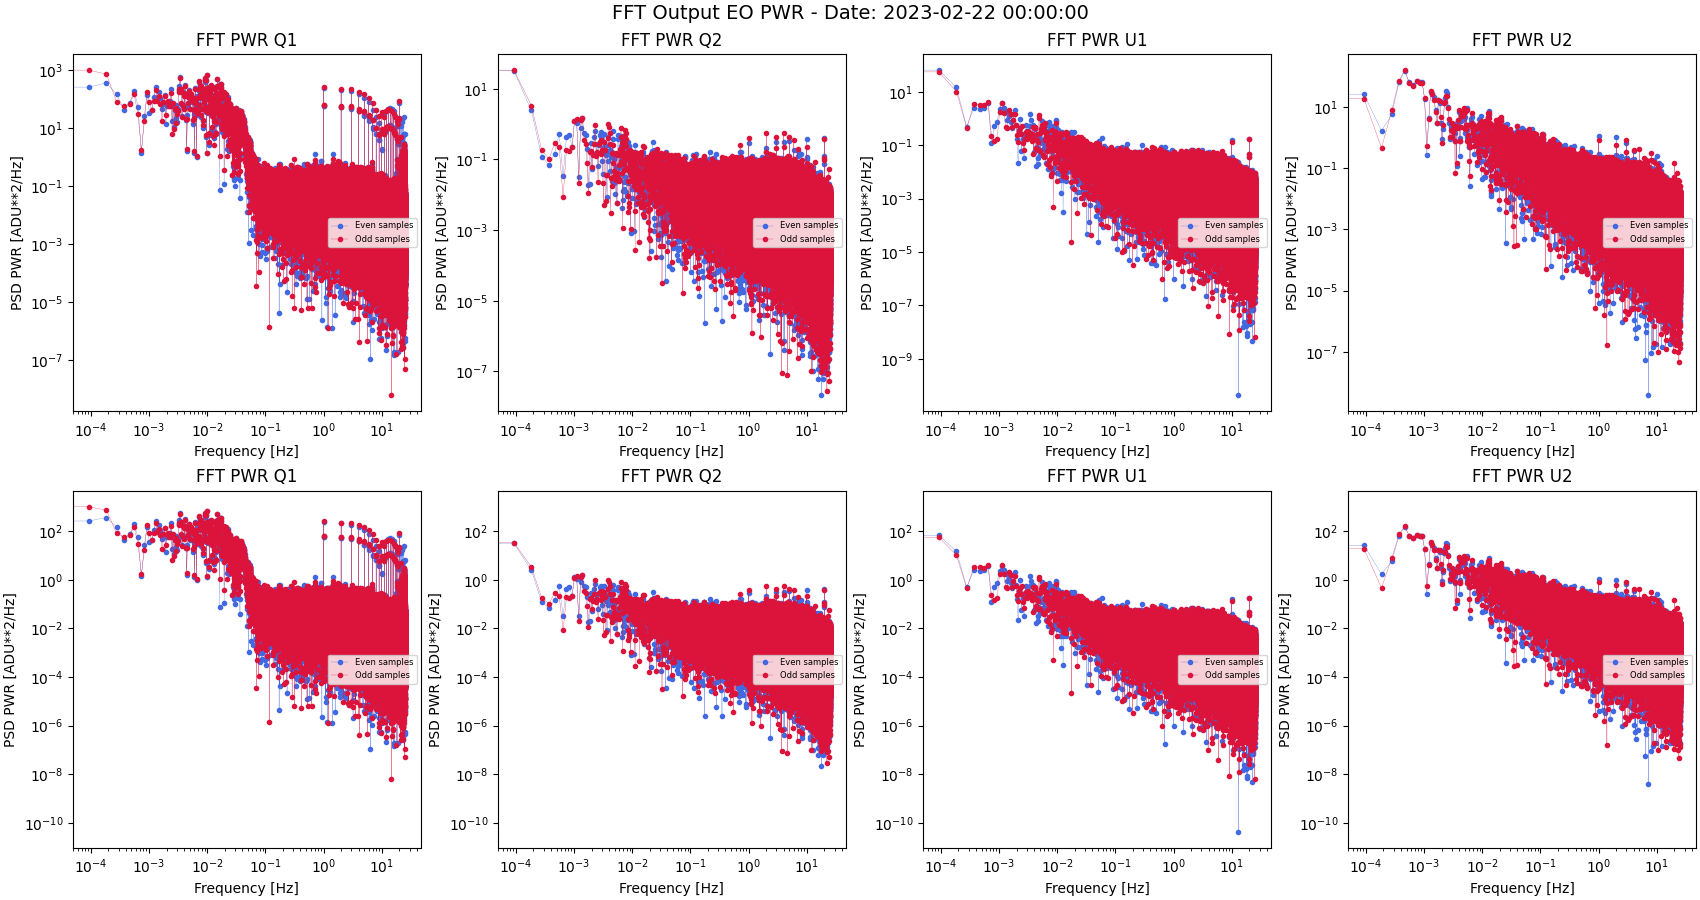 FFT Output EO PWR - Date: 2023-02-22 00:00:00
FFT PWR Q1
10^3
10^1
10^-1
10^-3
10^-5
10^-7
PSD PWR [ADU**2/Hz]
Even samples
Odd samples
10^-4 10^-3 10^-2 10^-1 10^0 10^1
Frequency [Hz]
FFT PWR Q2
10^1
10^-1
10^-3
10^-5
10^-7
PSD PWR [ADU**2/Hz]
Even samples
Odd samples
10^-4 10^-3 10^-2 10^-1 10^0 10^1
Frequency [Hz]
FFT PWR U1
10^1
10^-1
10^-3
10^-5
10^-7
10^-9
PSD PWR [ADU**2/Hz]
Even samples
Odd samples
10^-4 10^-3 10^-2 10^-1 10^0 10^1
Frequency [Hz]
FFT PWR U2
10^1
10^-1
10^-3
10^-5
10^-7
PSD PWR [ADU**2/Hz]
Even samples
Odd samples
10^-4 10^-3 10^-2 10^-1 10^0 10^1
Frequency [Hz]
FFT PWR Q1
10^2
10^0
10^-2
10^-4
10^-6
10^-8
10^-10
PSD PWR [ADU**2/Hz]
Even samples
Odd samples
10^-4 10^-3 10^-2 10^-1 10^0 10^1
Frequency [Hz]
FFT PWR Q2
10^2
10^0
10^-2
10^-4
10^-6
10^-8
10^-10
PSD PWR [ADU**2/Hz]
Even samples
Odd samples
10^-4 10^-3 10^-2 10^-1 10^0 10^1
Frequency [Hz]
FFT PWR U1
10^2
10^0
10^-2
10^-4
10^-6
10^-8
10^-10
PSD PWR [ADU**2/Hz]
Even samples
Odd samples
10^-4 10^-3 10^-2 10^-1 10^0 10^1
Frequency [Hz]
FFT PWR U2
10^2
10^0
10^-2
10^-4
10^-6
10^-8
10^-10
PSD PWR [ADU**2/Hz]
Even samples
Odd samples
10^-4 10^-3 10^-2 10^-1 10^0 10^1
Frequency [Hz]